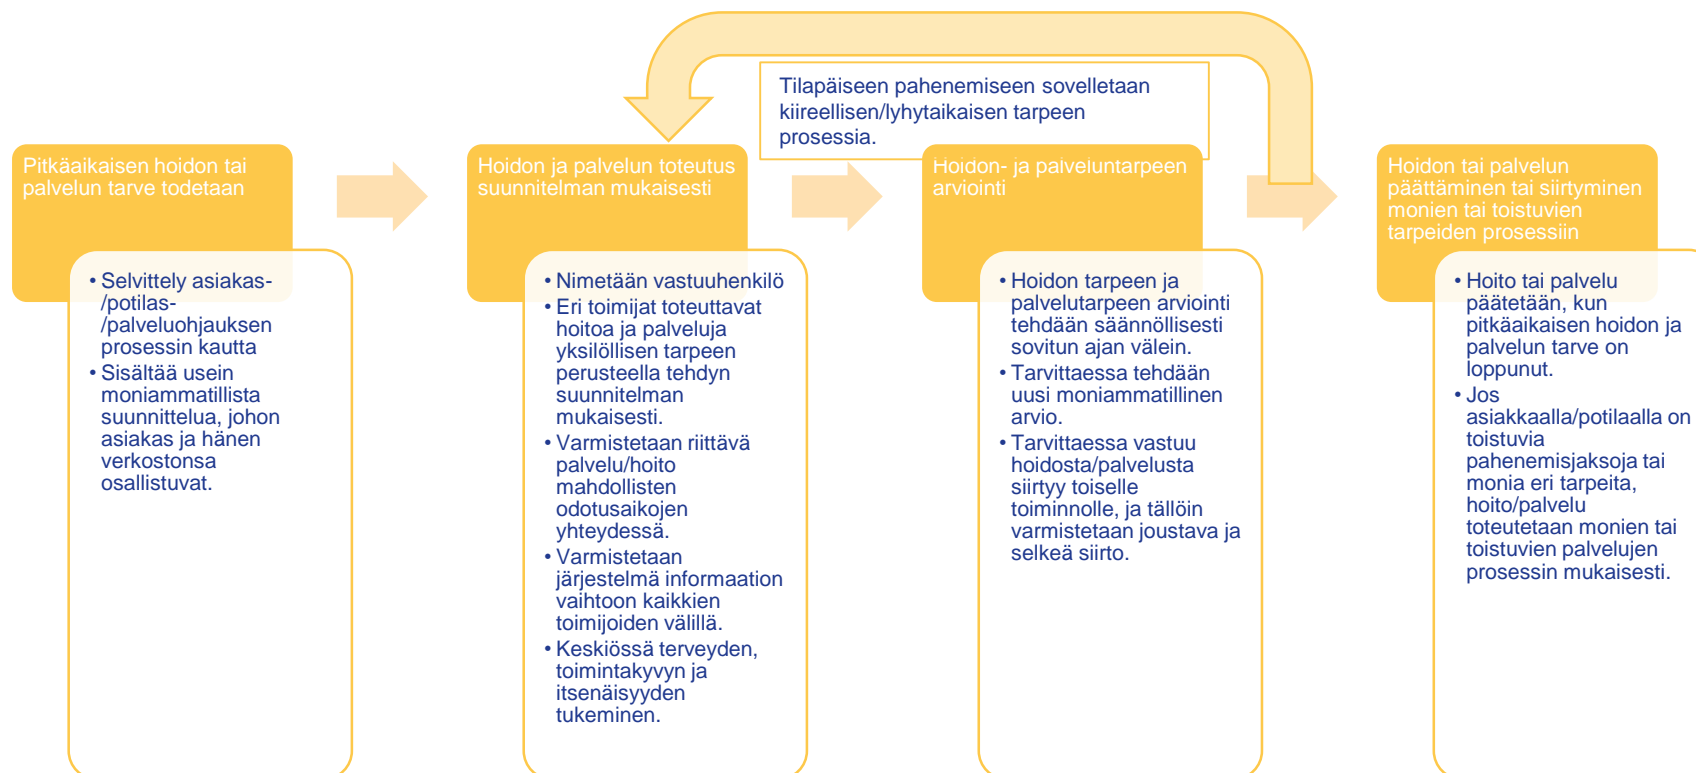 Tilapäiseen pahenemiseen sovelletaan
kiireellisen/lyhytaikaisen tarpeen
prosessia.
Pitkäaikaisen hoidon tai
palvelun tarve todetaan
• Selvittely asiakas-
/potilas-
/palveluohjauksen
prosessin kautta
• Sisältää usein
moniammatillista
suunnittelua, johon
asiakas ja hänen
verkostonsa
osallistuvat.
Hoidon ja palvelun toteutus
suunnitelman mukaisesti
• Nimetään vastuuhenkilö
• Eri toimijat toteuttavat
hoitoa ja palveluja
yksilöllisen tarpeen
perusteella tehdyn
suunnitelman
mukaisesti.
• Varmistetaan riittävä
palvelu/hoito
mahdollisten
odotusaikojen
yhteydessä.
• Varmistetaan
järjestelmä informaation
vaihtoon kaikkien
toimijoiden välillä.
• Keskiössä terveyden,
toimintakyvyn ja
itsenäisyyden
tukeminen.
Hoidon- ja palveluntarpeen
arviointi
• Hoidon tarpeen ja
palvelutarpeen arviointi
tehdään säännöllisesti
sovitun ajan välein.
• Tarvittaessa tehdään
uusi moniammatillinen
arvio.
• Tarvittaessa vastuu
hoidosta/palvelusta
siirtyy toiselle
toiminnolle, ja tällöin
varmistetaan joustava ja
selkeä siirto.
Hoidon tai palvelun
päättäminen tai siirtyminen
monien tai toistuvien
tarpeiden prosessiin
• Hoito tai palvelu
päätetään, kun
pitkäaikaisen hoidon ja
palvelun tarve on
loppunut.
• Jos
asiakkaalla/potilaalla on
toistuvia
pahenemisjaksoja tai
monia eri tarpeita,
hoito/palvelu
toteutetaan monien tai
toistuvien palvelujen
prosessin mukaisesti.